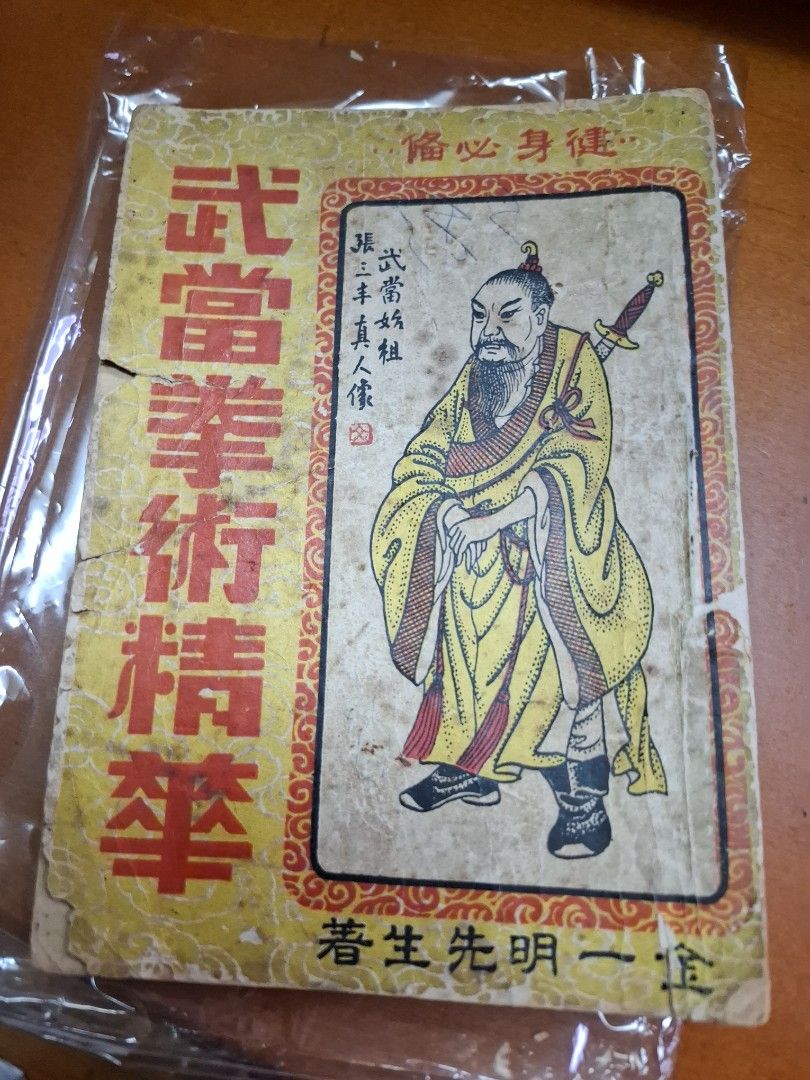 健身必備
武當拳術精華
武當始祖
張三丰真人像
金一明先生著